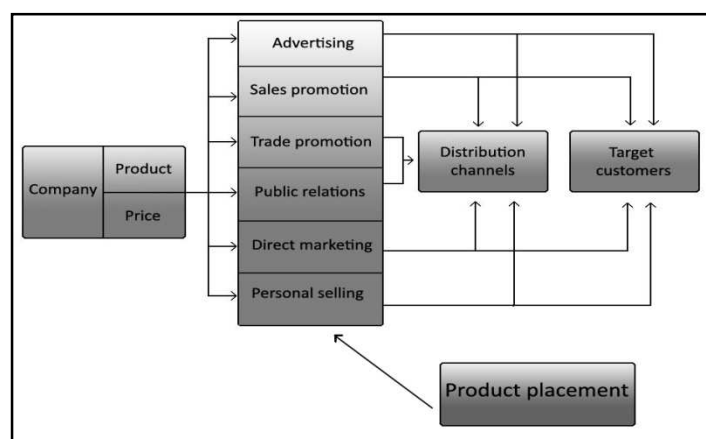 Company
Product
Price
Advertising
Sales promotion
Trade promotion
Public relations
Direct marketing
Personal selling
Distribution
channels
Target
customers
Product placement